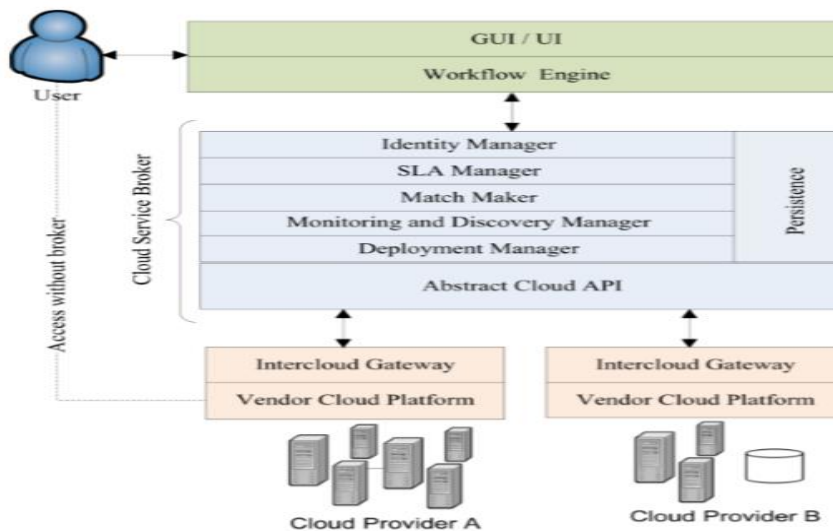 GUI / UI
Workflow Engine
User
Identity Manager
SLA Manager
Match Maker
Monitoring and Discovery Manager
Deployment Manager
Persistence
Abstract Cloud API
Cloud Service Broker
Access without broker
Intercloud Gateway
Vendor Cloud Platform
Intercloud Gateway
Vendor Cloud Platform
Cloud Provider A
Cloud Provider B